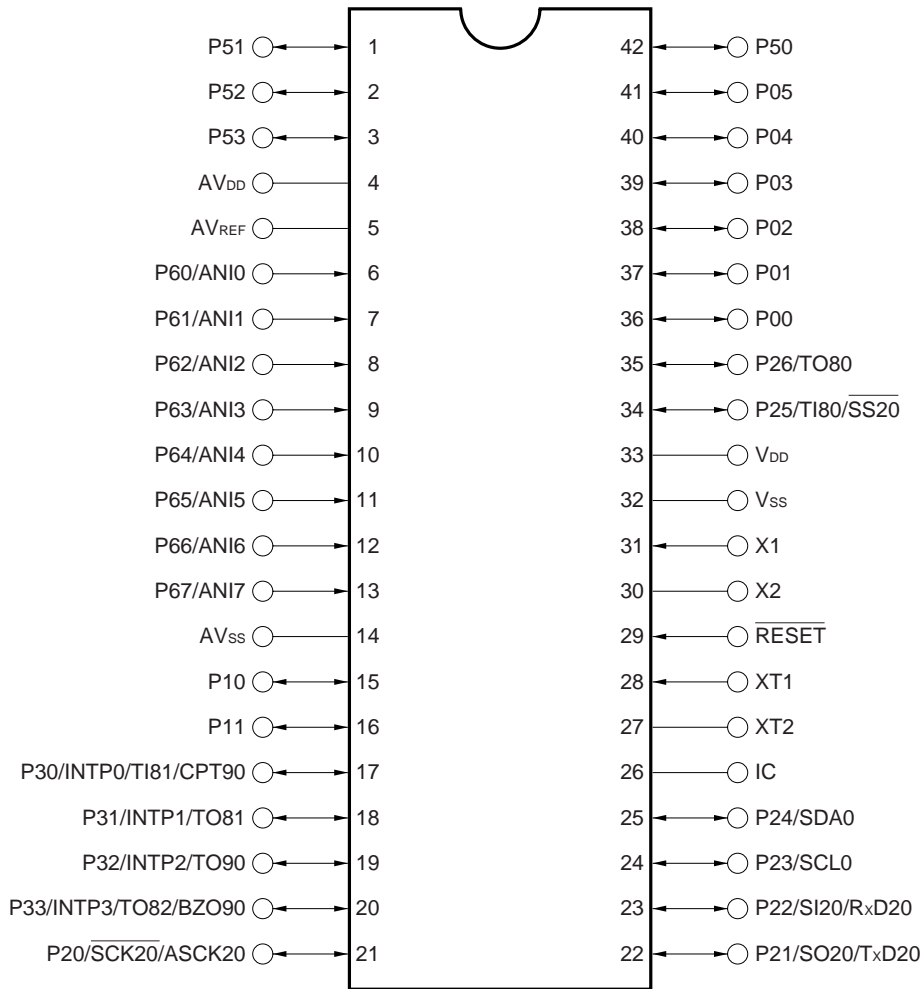 P51 1 42 P50
P52 2 41 P05
P53 3 40 P04
AVDD 4 39 P03
AVREF 5 38 P02
P60/ANI0 6 37 P01
P61/ANI1 7 36 P00
P62/ANI2 8 35 P26/TO80
P63/ANI3 9 34 P25/TI80/S̅S̅2̅0̅
P64/ANI4 10 33 VDD
P65/ANI5 11 32 VSS
P66/ANI6 12 31 X1
P67/ANI7 13 30 X2
AVSS 14 29 R̅E̅S̅E̅T̅
P10 15 28 XT1
P11 16 27 XT2
P30/INTP0/TI81/CPT90 17 26 IC
P31/INTP1/TO81 18 25 P24/SDA0
P32/INTP2/TO90 19 24 P23/SCL0
P33/INTP3/TO82/BZO90 20 23 P22/SI20/RxD20
P20/S̅C̅K̅2̅0̅/ASCK20 21 22 P21/SO20/TxD20